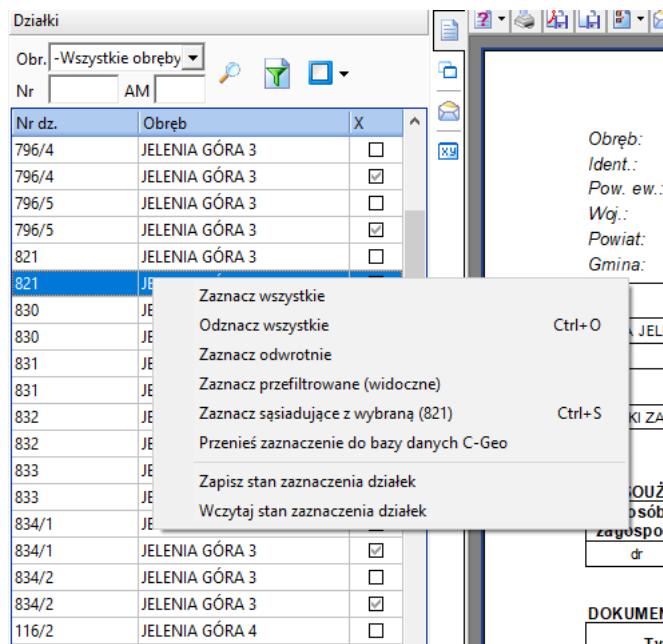 Działki
Obr. -Wszystkie obręby
Nr AM
Nr dz. Obręb X
796/4 JELENIA GÓRA 3
796/4 JELENIA GÓRA 3
796/5 JELENIA GÓRA 3
796/5 JELENIA GÓRA 3
821 JELENIA GÓRA 3
821
830
830
831
831
832
832
833
833
834/1
834/1 JELENIA GÓRA 3
834/2 JELENIA GÓRA 3
834/2 JELENIA GÓRA 3
116/2 JELENIA GÓRA 4
Zaznacz wszystkie
Odznacz wszystkie Ctrl+O
Zaznacz odwrotnie
Zaznacz przefiltrowane (widoczne)
Zaznacz sąsiadujące z wybraną (821) Ctrl+S
Przenieś zaznaczenie do bazy danych C-Geo
Zapisz stan zaznaczenia działek
Wczytaj stan zaznaczenia działek
xy
Obręb:
Ident.:
Pow. ew.:
Woj.:
Powiat:
Gmina:
dr